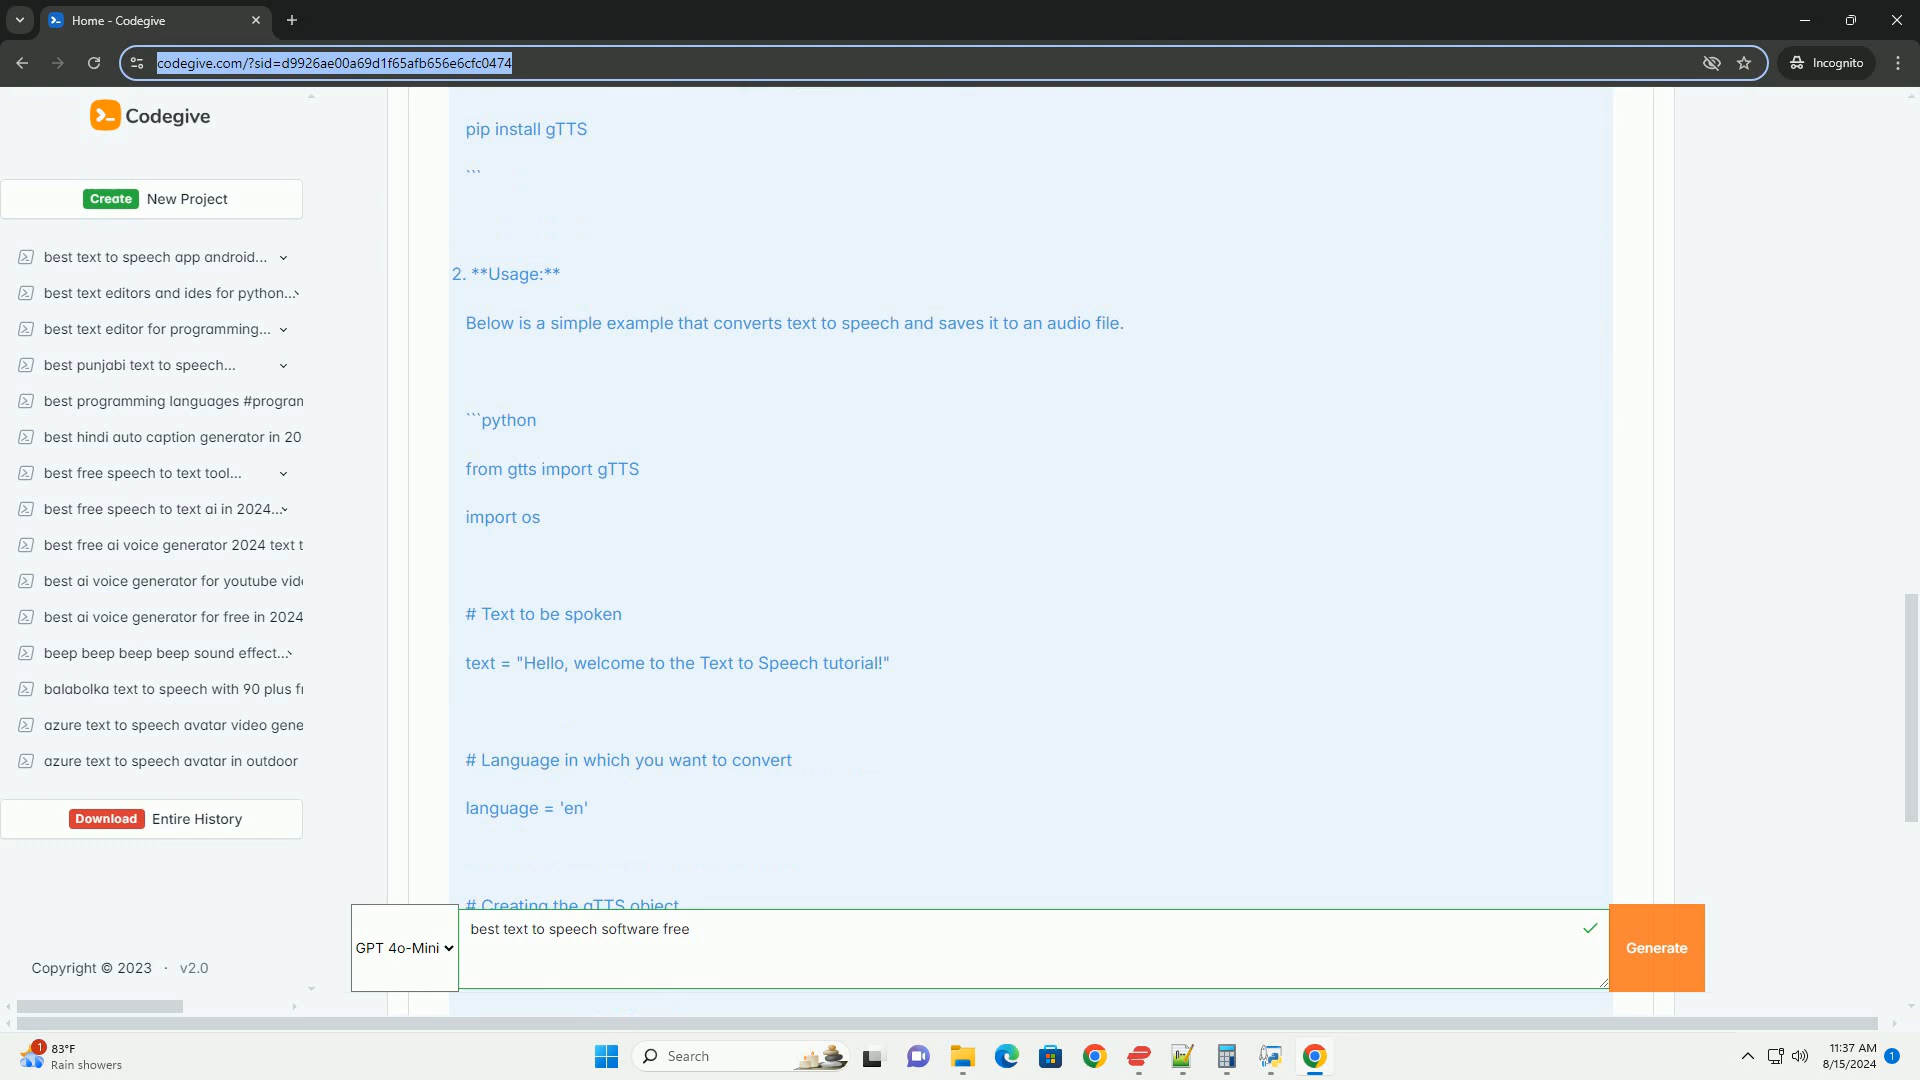 Home - Codegive
codegive.com/?sid=d9926ae00a69d1f65afb656e6cfc0474
Incognito
Codegive
Create New Project
best text to speech app android...
best text editors and ides for python...
best text editor for programming...
best punjabi text to speech...
best programming languages #program
best hindi auto caption generator in 20
best free speech to text tool...
best free speech to text ai in 2024...
best free ai voice generator 2024 text t
best ai voice generator for youtube vide
best ai voice generator for free in 2024
beep beep beep beep sound effect...
balabolka text to speech with 90 plus fr
azure text to speech avatar video gene
azure text to speech avatar in outdoor
Download Entire History
Copyright © 2023 · v2.0
pip install gTTS
```
2. **Usage:**
Below is a simple example that converts text to speech and saves it to an audio file.
```python
from gtts import gTTS
import os
# Text to be spoken
text = "Hello, welcome to the Text to Speech tutorial!"
# Language in which you want to convert
language = 'en'
# Creating the gTTS object
GPT 4o-Mini
best text to speech software free
Generate
1
83°F
Rain showers
Search
11:37 AM
8/15/2024
1